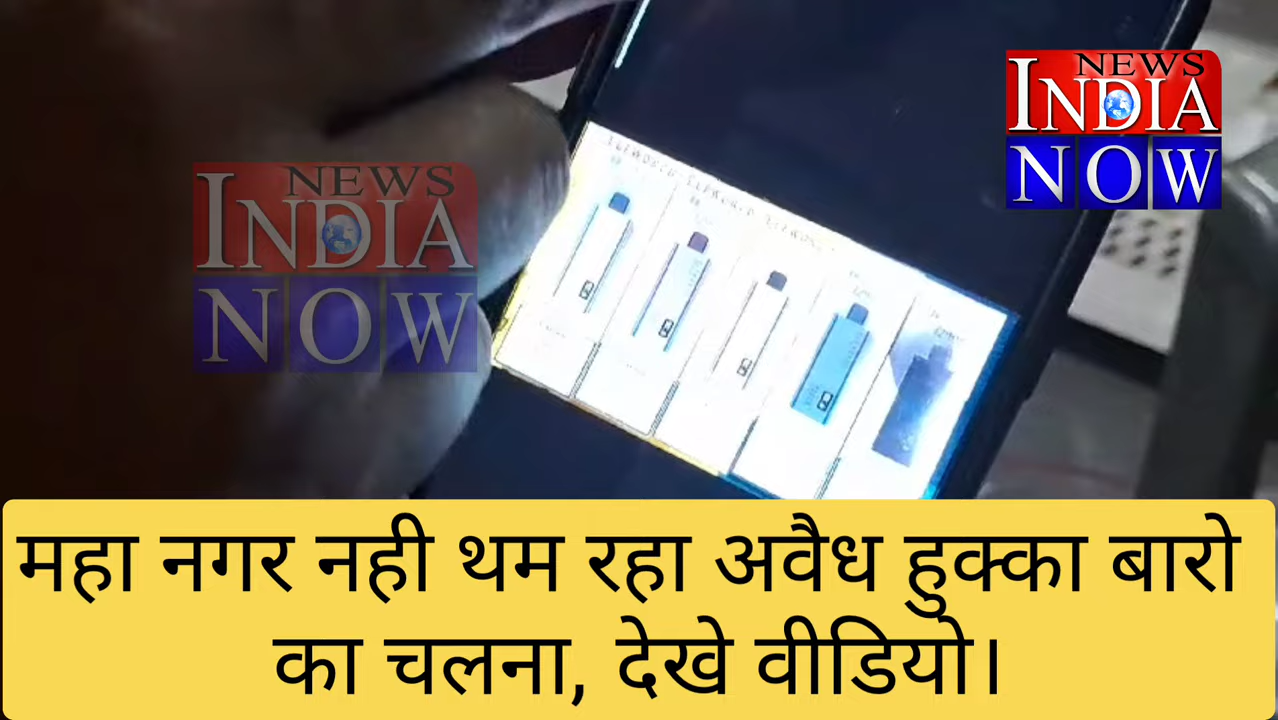 NEWS
INDIA
NOW
NEWS
INDIA
NOW
महा नगर नही थम रहा अवैध हुक्का बारो
का चलना, देखे वीडियो।